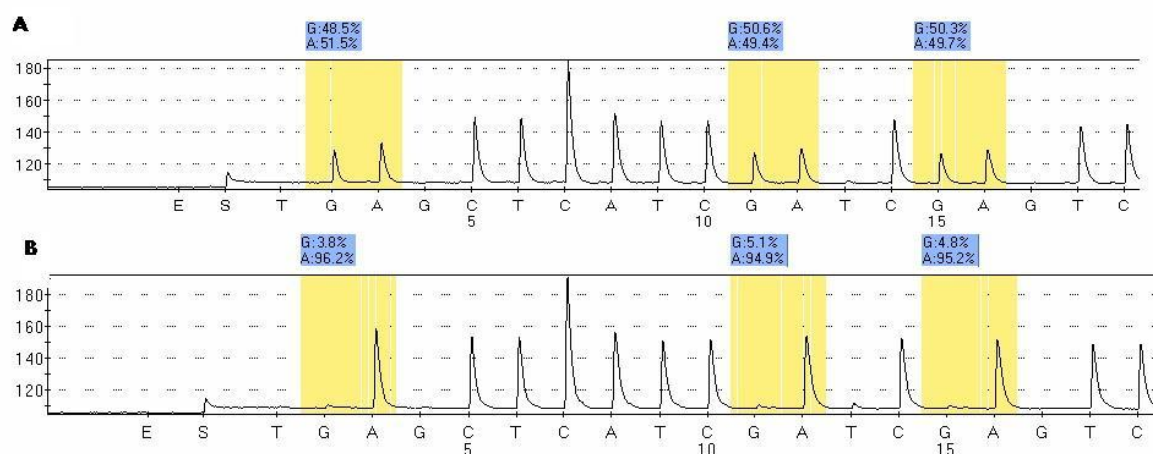 A
G:48.5%
A:51.5%
G:50.6%
A:49.4%
G:50.3%
A:49.7%
180
160
140
120
E S T G A G C T C A T C G A T C G A G T C
5 10 15
B
G:3.8%
A:96.2%
G:5.1%
A:94.9%
G:4.8%
A:95.2%
180
160
140
120
E S T G A G C T C A T C G A T C G A G T C
5 10 15